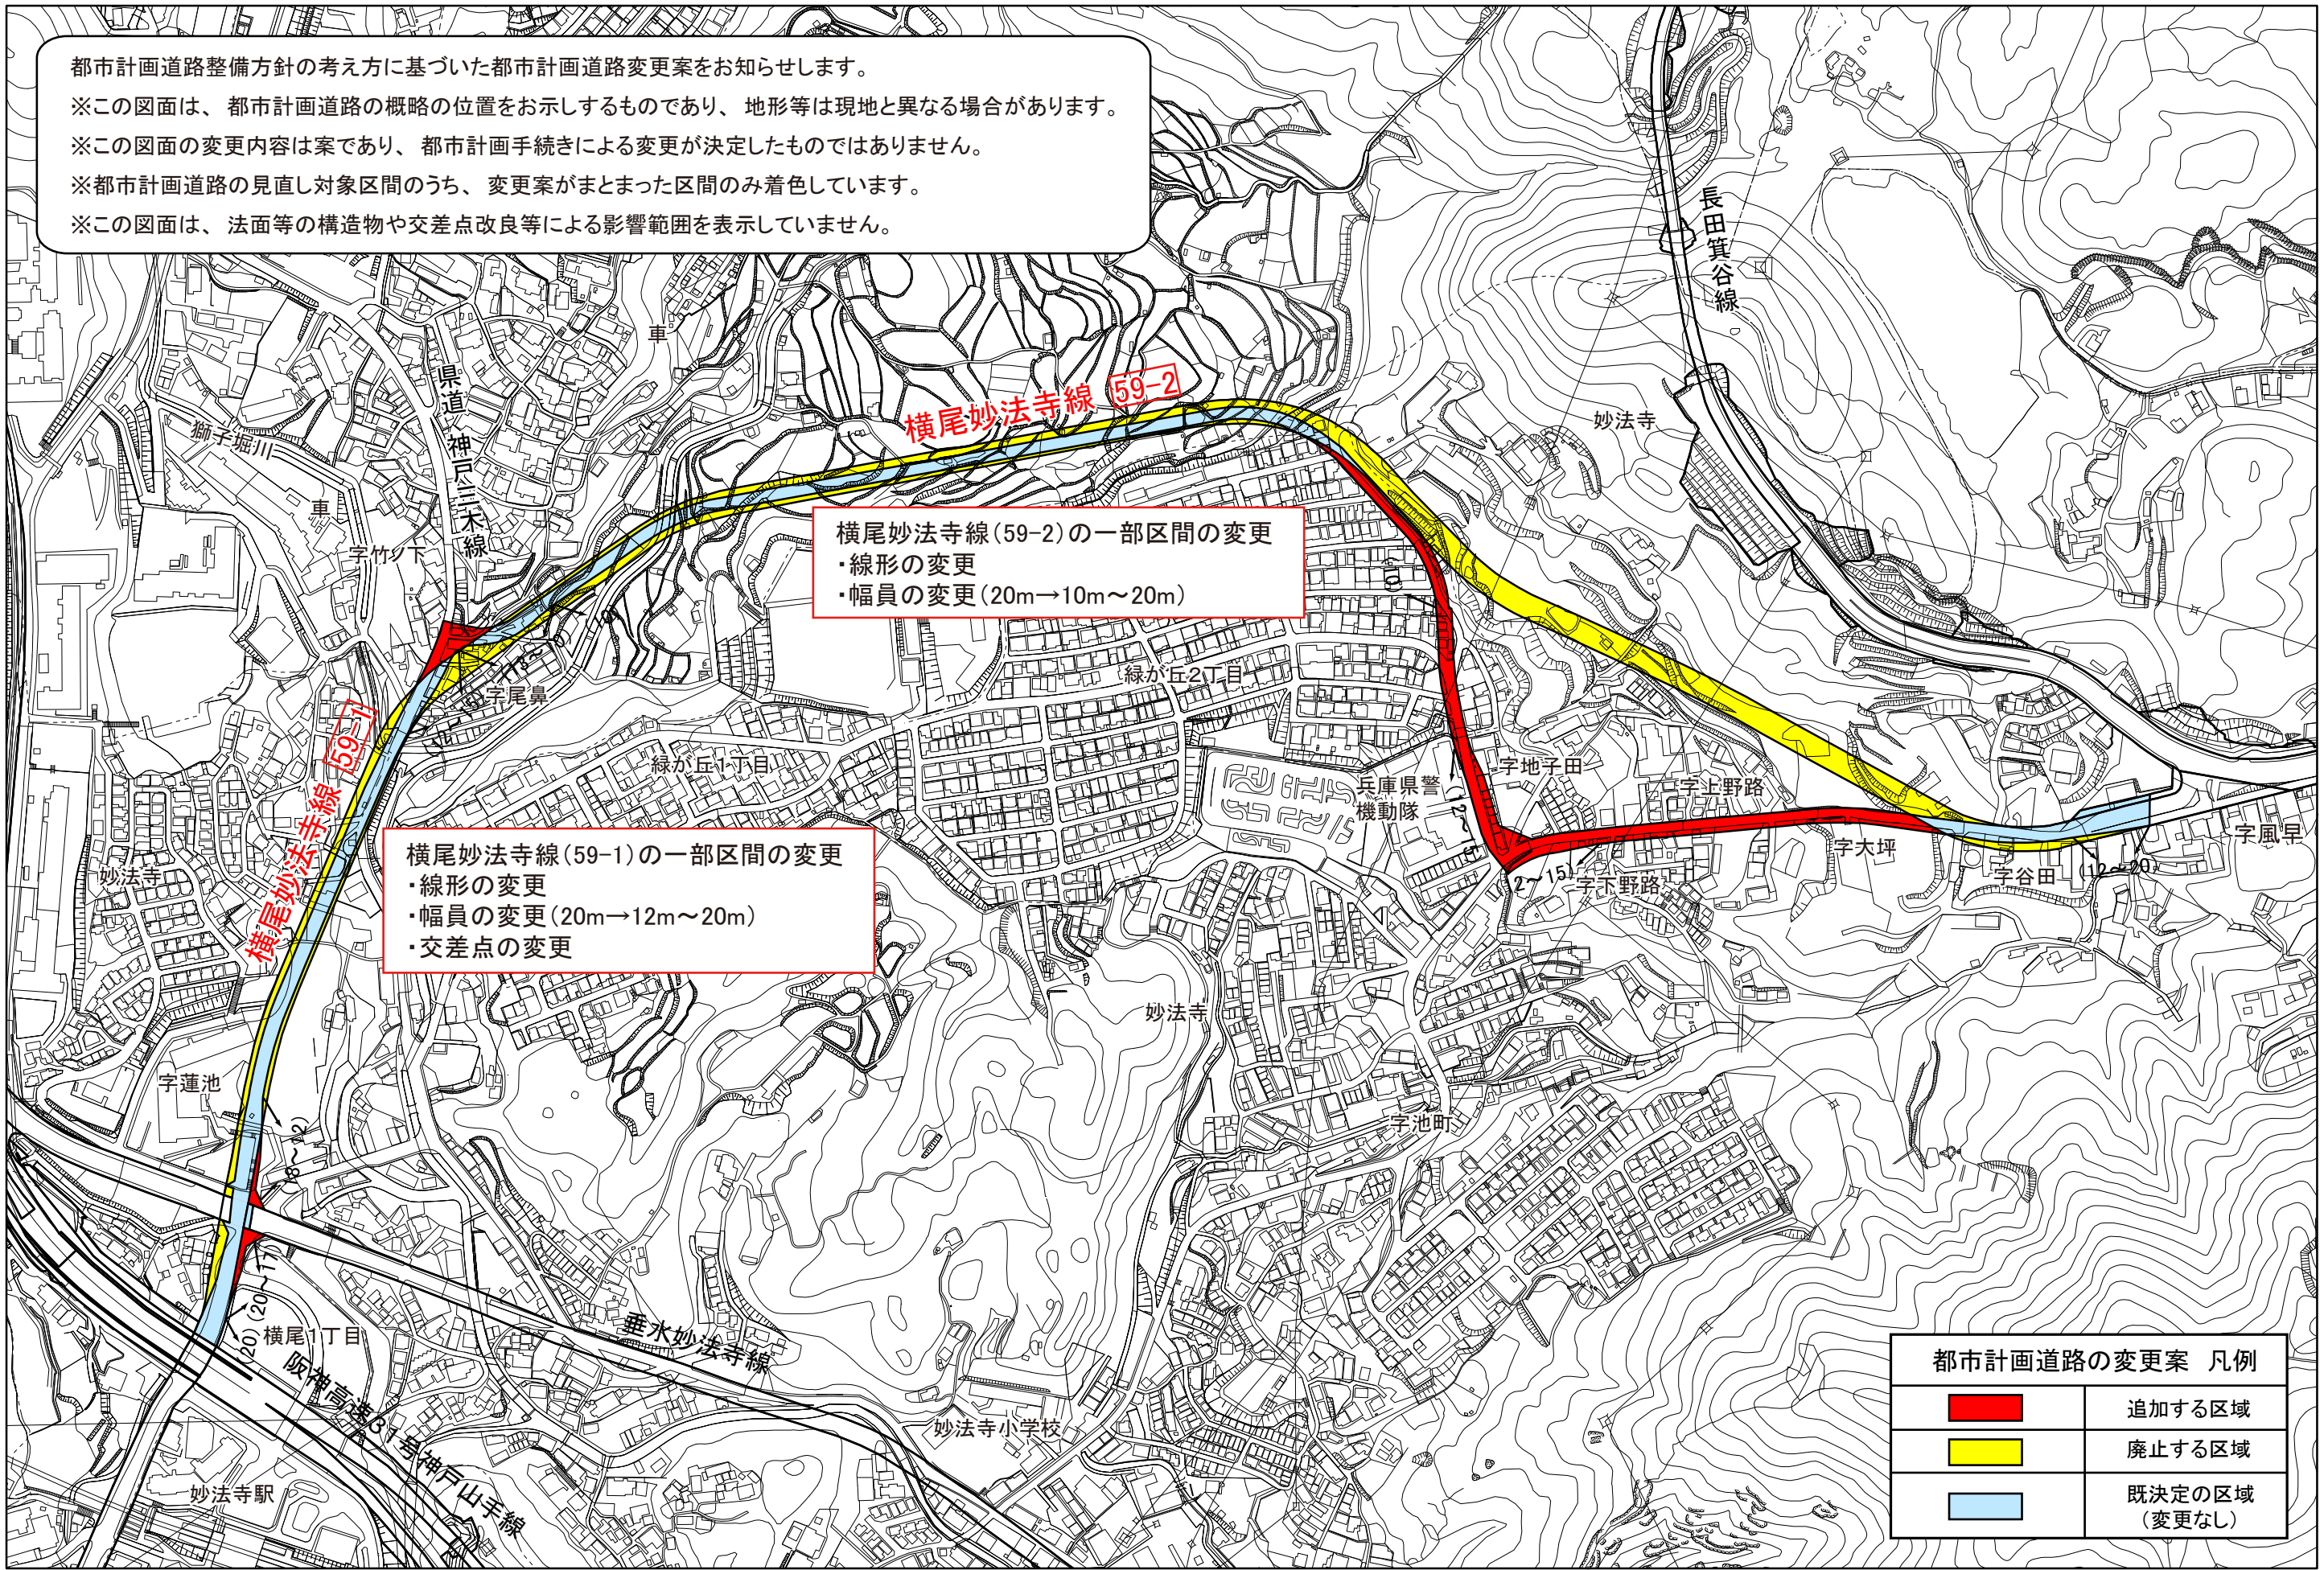 都市計画道路整備方針の考え方に基づいた都市計画道路変更案をお知らせします。
※この図面は、都市計画道路の概略の位置をお示しするものであり、地形等は現地と異なる場合があります。
※この図面の変更内容は案であり、都市計画手続きによる変更が決定したものではありません。
※都市計画道路の見直し対象区間のうち、変更案がまとまった区間のみ着色しています。
※この図面は、法面等の構造物や交差点改良等による影響範囲を表示していません。
長田箕谷線
車
県道 神戸三木線
横尾妙法寺線 59-2
妙法寺
獅子堀川
車
字竹ノ下
横尾妙法寺線(59-2)の一部区間の変更
・線形の変更
・幅員の変更(20m→10m~20m)
(10)
字尾鼻
緑が丘2丁目
横尾妙法寺線 59-1
緑が丘1丁目
兵庫県警
機動隊
字地子田
字上野路
字大坪
字風早
字谷田
(12~20)
字下野路
妙法寺
横尾妙法寺線(59-1)の一部区間の変更
・線形の変更
・幅員の変更(20m→12m~20m)
・交差点の変更
妙法寺
字蓮池
(18~12)
字池町
(20~17)
(20)
横尾1丁目
垂水妙法寺線
阪神高速31号神戸山手線
妙法寺小学校
妙法寺駅
都市計画道路の変更案 凡例
追加する区域
廃止する区域
既決定の区域
(変更なし)